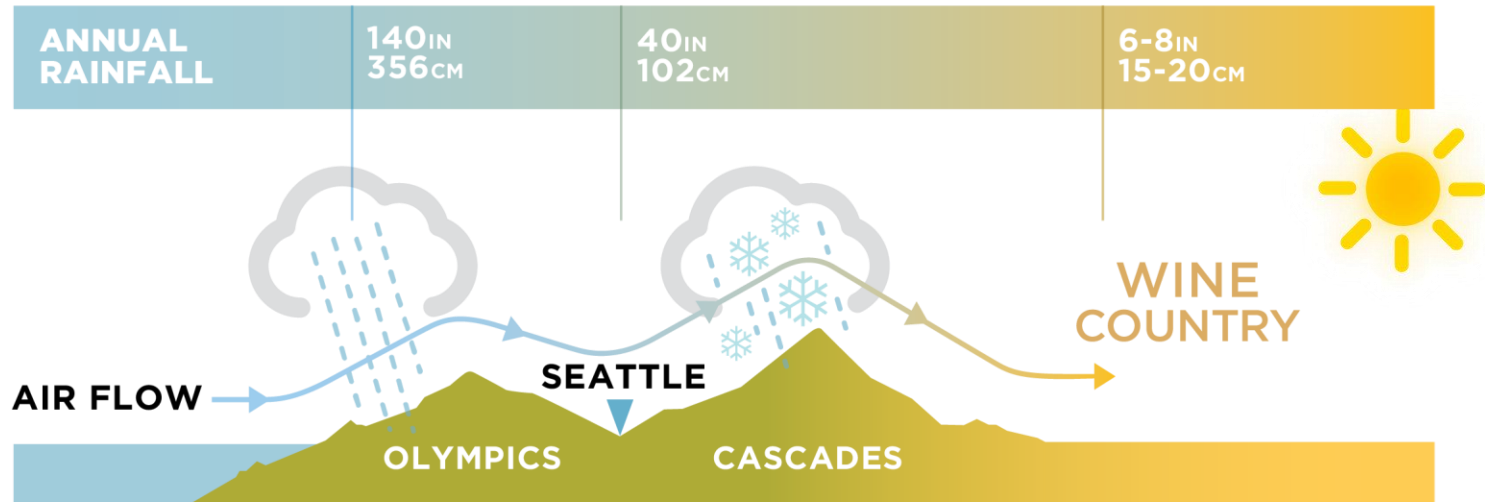 ANNUAL
RAINFALL
140IN
356CM
40IN
102CM
6-8IN
15-20CM
WINE
COUNTRY
SEATTLE
AIR FLOW
OLYMPICS
CASCADES